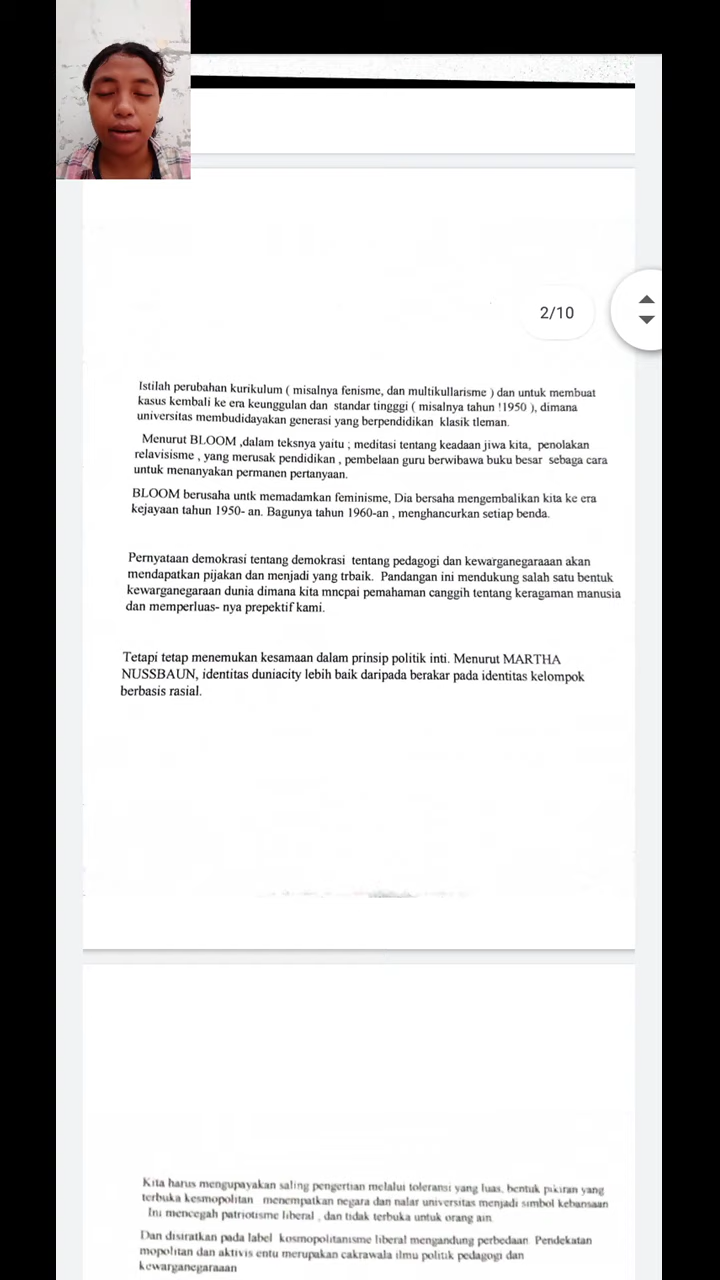 2/10
Istilah perubahan kurikulum ( misalnya fenisme, dan multikullarisme ) dan untuk membuat
kasus kembali ke era keunggulan dan standar tingggi ( misalnya tahun !1950 ), dimana
universitas membudidayakan generasi yang berpendidikan klasik tleman.
Menurut BLOOM ,dalam teksnya yaitu ; meditasi tentang keadaan jiwa kita, penolakan
relavisisme , yang merusak pendidikan , pembelaan guru berwibawa buku besar sebaga cara
untuk menanyakan permanen pertanyaan.
BLOOM berusaha untk memadamkan feminisme, Dia bersaha mengembalikan kita ke era
kejayaan tahun 1950- an. Bagunya tahun 1960-an , menghancurkan setiap benda.
Pernyataan demokrasi tentang demokrasi tentang pedagogi dan kewarganegaraaan akan
mendapatkan pijakan dan menjadi yang trbaik. Pandangan ini mendukung salah satu bentuk
kewarganegaraan dunia dimana kita mncpai pemahaman canggih tentang keragaman manusia
dan memperluas- nya prepektif kami.
Tetapi tetap menemukan kesamaan dalam prinsip politik inti. Menurut MARTHA
NUSSBAUN, identitas duniacity lebih baik daripada berakar pada identitas kelompok
berbasis rasial.
Kita harus mengupayakan saling pengertian melalui toleransi yang luas, bentuk pikiran yang
terbuka kesmopolitan menempatkan negara dan nalar universitas menjadi simbol kebansaan
Ini mencegah patriotisme liberal , dan tidak terbuka untuk orang ain
Dan disiratkan pada label kosmopolitanisme liberal mengandung perbedaan Pendekatan
mopolitan dan aktivis entu merupakan cakrawala ilmu politik pedagogi dan
kewarganegaraaan